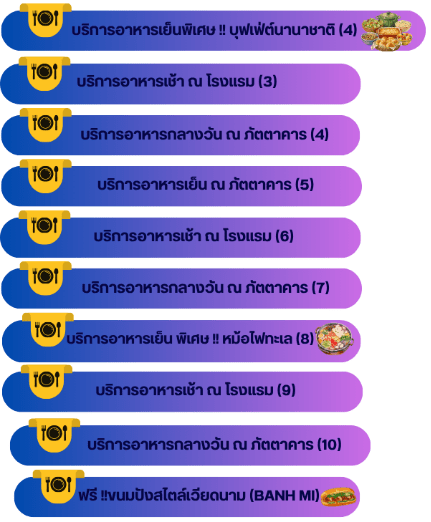 บริการอาหารเย็นพิเศษ !! บุฟเฟ่ต์นานาชาติ (4)
บริการอาหารเช้า ณ โรงแรม (3)
บริการอาหารกลางวัน ณ ภัตตาคาร (4)
บริการอาหารเย็น ณ ภัตตาคาร (5)
บริการอาหารเช้า ณ โรงแรม (6)
บริการอาหารกลางวัน ณ ภัตตาคาร (7)
บริการอาหารเย็น พิเศษ !! หม้อไฟทะเล (8)
บริการอาหารเช้า ณ โรงแรม (9)
บริการอาหารกลางวัน ณ ภัตตาคาร (10)
ฟรี !!ขนมปังสไตล์เวียดนาม (BANH MI)